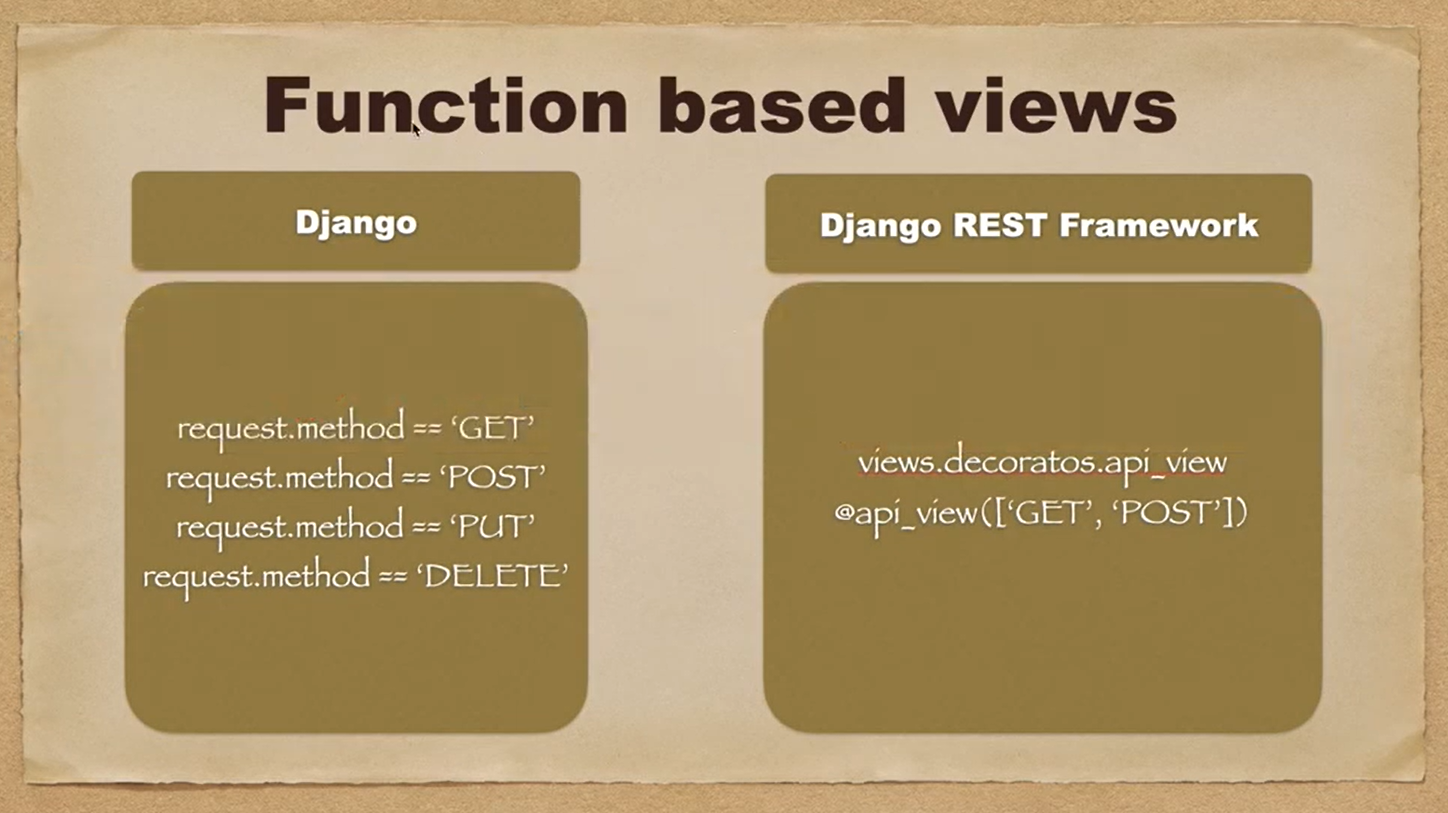 Function based views
Django
request.method == ‘GET’
request.method == ‘POST’
request.method == ‘PUT’
request.method == ‘DELETE’
Django REST Framework
views.decoratos.api_view
@api_view([‘GET’, ‘POST’])